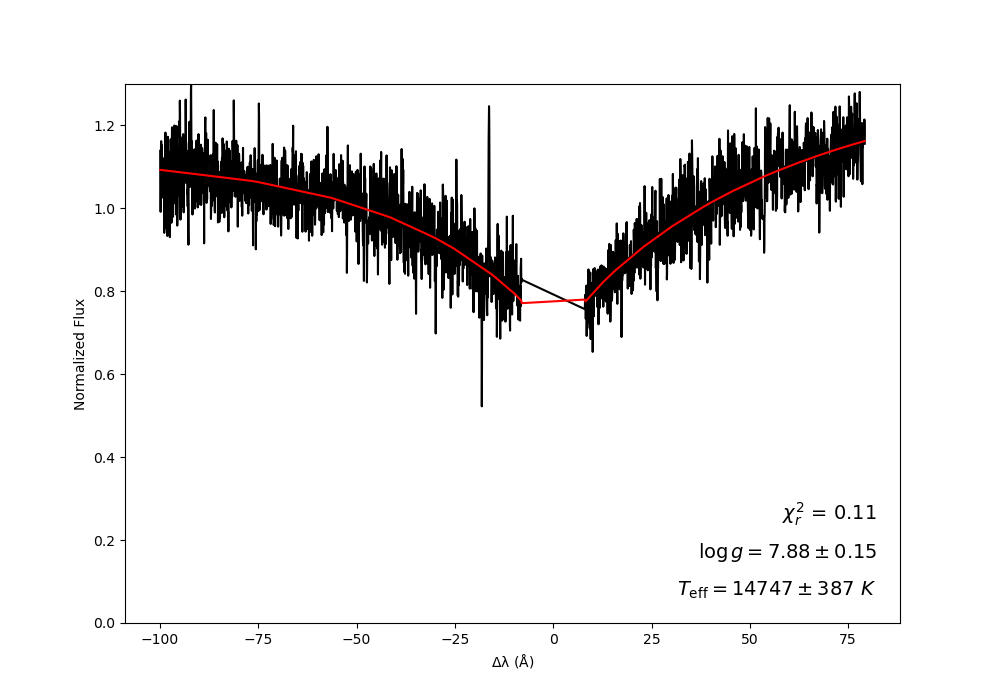 1.2
1.0
0.8
0.6
0.4
0.2
0.0
Normalized Flux
χ²ᵣ = 0.11
log g = 7.88 ± 0.15
T_eff = 14747 ± 387 K
−100 −75 −50 −25 0 25 50 75
Δλ (Å)